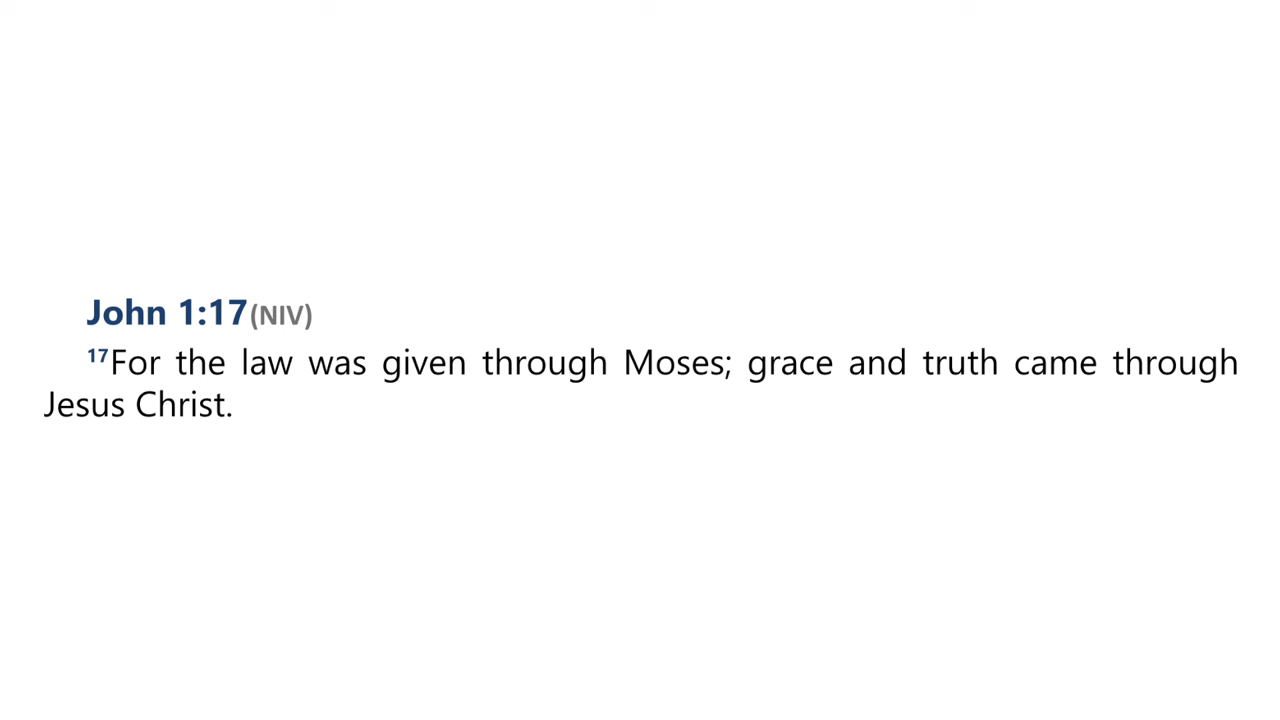 John 1:17(NIV)
17For the law was given through Moses; grace and truth came through
Jesus Christ.